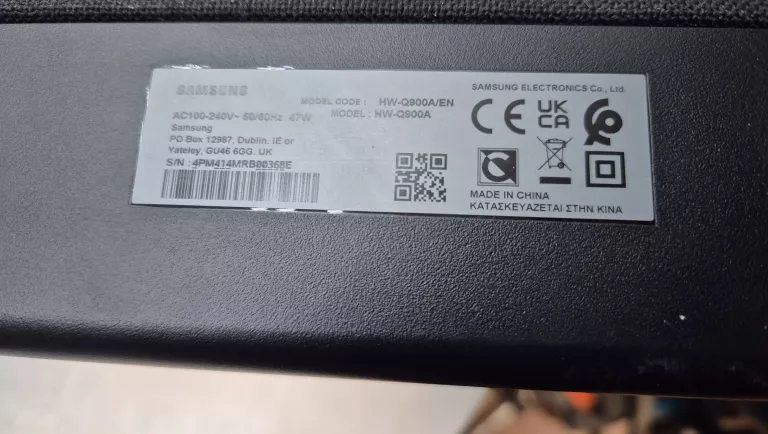 SAMSUNG
SAMSUNG ELECTRONICS Co., Ltd.
MODEL CODE : HW-Q900A/EN
AC100-240V~ 50/60Hz 47W MODEL : HW-Q900A
Samsung
PO Box 12987, Dublin. IE or
Yateley, GU46 6GG. UK
S/N : 4PM414MRB00368E
CE UK CA
MADE IN CHINA
ΚΑΤΑΣΚΕΥΑΖΕΤΑΙ ΣΤΗΝ ΚΙΝΑ